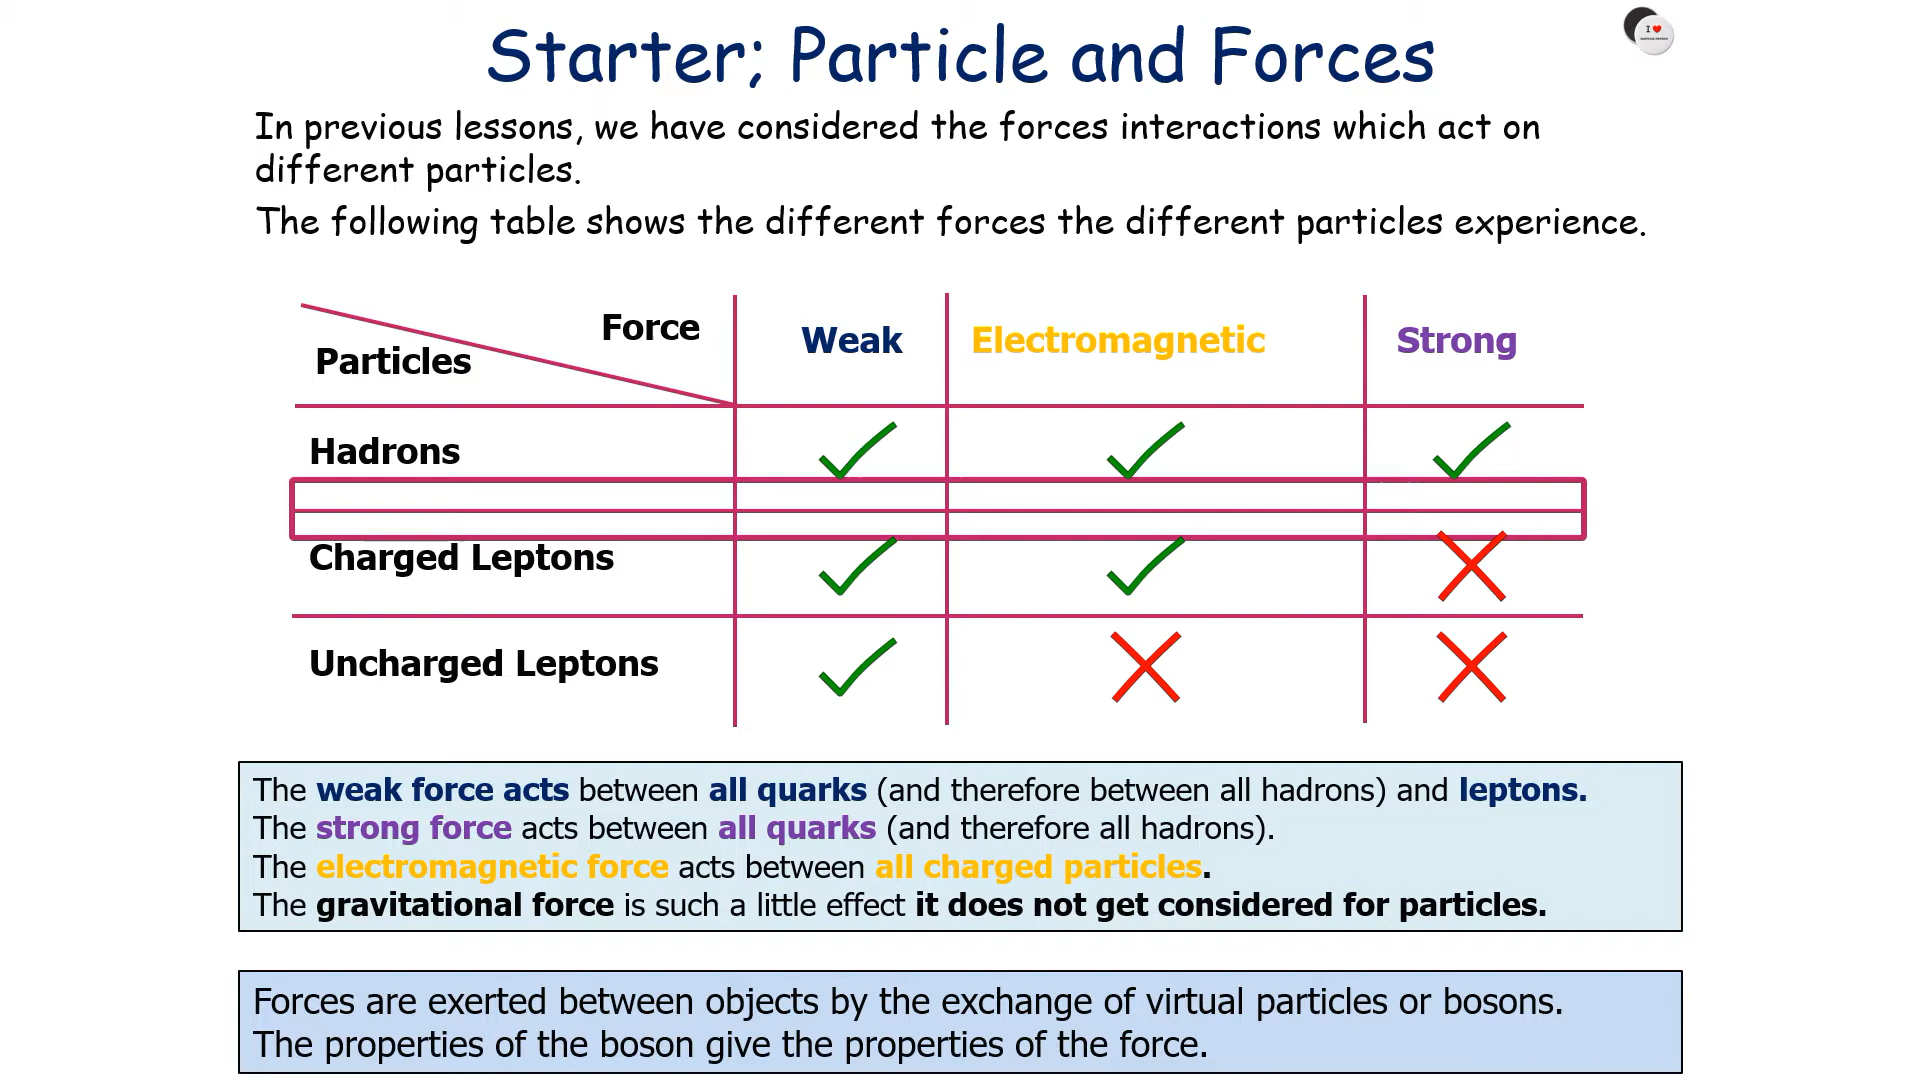 Starter; Particle and Forces
In previous lessons, we have considered the forces interactions which act on
different particles.
The following table shows the different forces the different particles experience.
Force
Particles
Weak
Electromagnetic
Strong
Hadrons
Charged Leptons
Uncharged Leptons
The weak force acts between all quarks (and therefore between all hadrons) and leptons.
The strong force acts between all quarks (and therefore all hadrons).
The electromagnetic force acts between all charged particles.
The gravitational force is such a little effect it does not get considered for particles.
Forces are exerted between objects by the exchange of virtual particles or bosons.
The properties of the boson give the properties of the force.